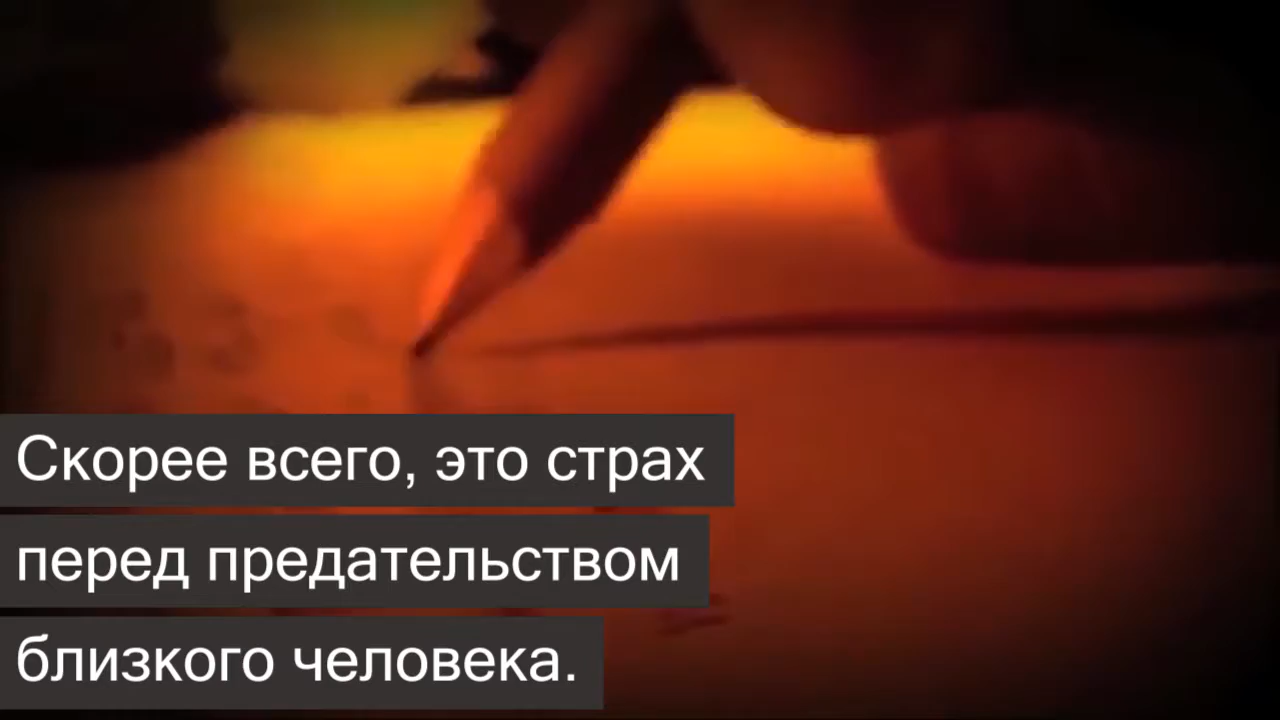 Скорее всего, это страх
перед предательством
близкого человека.